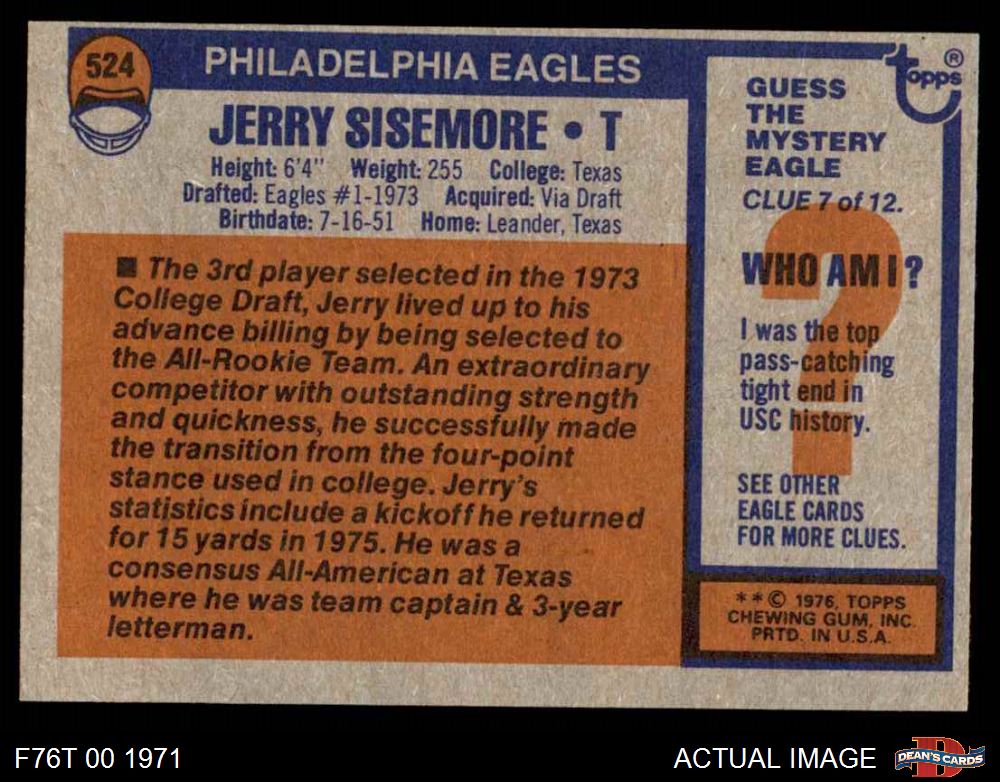 524
PHILADELPHIA EAGLES
JERRY SISEMORE • T
Height: 6'4" Weight: 255 College: Texas
Drafted: Eagles #1-1973 Acquired: Via Draft
Birthdate: 7-16-51 Home: Leander, Texas
■ The 3rd player selected in the 1973
College Draft, Jerry lived up to his
advance billing by being selected to
the All-Rookie Team. An extraordinary
competitor with outstanding strength
and quickness, he successfully made
the transition from the four-point
stance used in college. Jerry's
statistics include a kickoff he returned
for 15 yards in 1975. He was a
consensus All-American at Texas
where he was team captain & 3-year
letterman.
topps®
GUESS
THE
MYSTERY
EAGLE
CLUE 7 of 12.
?
WHO AM I?
I was the top
pass-catching
tight end in
USC history.
SEE OTHER
EAGLE CARDS
FOR MORE CLUES.
**© 1976, TOPPS
CHEWING GUM, INC.
PRTD. IN U.S.A.
F76T 00 1971
ACTUAL IMAGE
D
DEAN'S CARDS